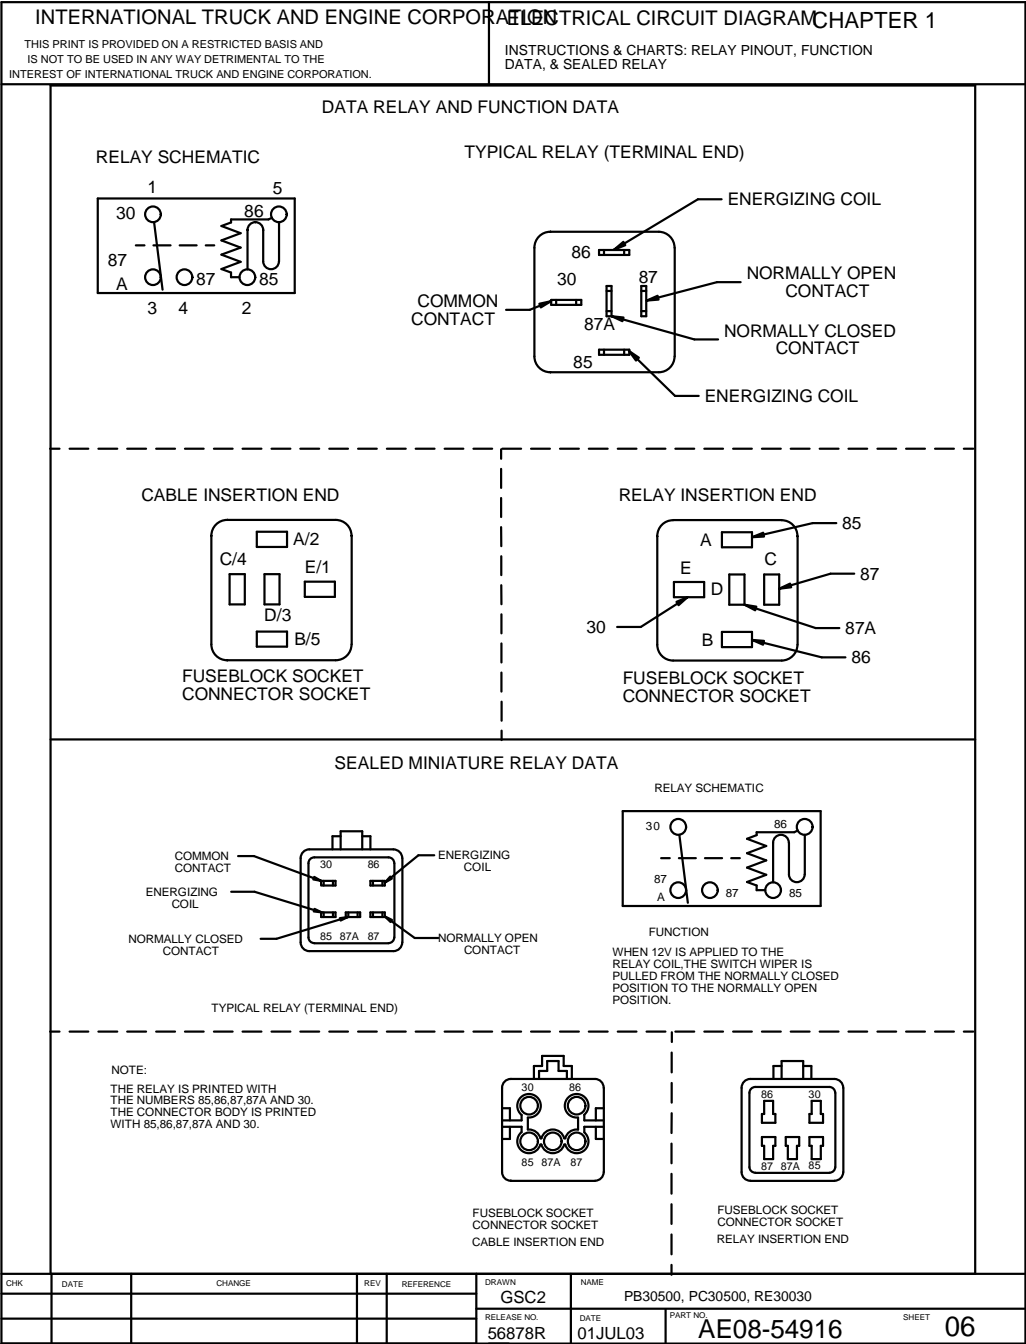 INTERNATIONAL TRUCK AND ENGINE CORPORATION
THIS PRINT IS PROVIDED ON A RESTRICTED BASIS AND
IS NOT TO BE USED IN ANY WAY DETRIMENTAL TO THE
INTEREST OF INTERNATIONAL TRUCK AND ENGINE CORPORATION.
ELECTRICAL CIRCUIT DIAGRAM
CHAPTER 1
INSTRUCTIONS & CHARTS: RELAY PINOUT, FUNCTION
DATA, & SEALED RELAY
DATA RELAY AND FUNCTION DATA
RELAY SCHEMATIC
1 5
30 86
87
A 87 85
3 4 2
TYPICAL RELAY (TERMINAL END)
ENERGIZING COIL
86
30 87
NORMALLY OPEN
CONTACT
COMMON
CONTACT
87A
NORMALLY CLOSED
CONTACT
85
ENERGIZING COIL
CABLE INSERTION END
A/2
C/4 E/1
D/3
B/5
FUSEBLOCK SOCKET
CONNECTOR SOCKET
RELAY INSERTION END
A 85
E C
D 87
30 87A
B 86
FUSEBLOCK SOCKET
CONNECTOR SOCKET
SEALED MINIATURE RELAY DATA
COMMON
CONTACT
30 86
ENERGIZING
COIL
ENERGIZING
COIL
NORMALLY CLOSED
CONTACT
85 87A 87
NORMALLY OPEN
CONTACT
TYPICAL RELAY (TERMINAL END)
RELAY SCHEMATIC
30 86
87
A 87 85
FUNCTION
WHEN 12V IS APPLIED TO THE
RELAY COIL,THE SWITCH WIPER IS
PULLED FROM THE NORMALLY CLOSED
POSITION TO THE NORMALLY OPEN
POSITION.
NOTE:
THE RELAY IS PRINTED WITH
THE NUMBERS 85,86,87,87A AND 30.
THE CONNECTOR BODY IS PRINTED
WITH 85,86,87,87A AND 30.
30 86
85 87A 87
FUSEBLOCK SOCKET
CONNECTOR SOCKET
CABLE INSERTION END
86 30
87 87A 85
FUSEBLOCK SOCKET
CONNECTOR SOCKET
RELAY INSERTION END
CHK DATE CHANGE REV REFERENCE
DRAWN
GSC2
NAME
PB30500, PC30500, RE30030
RELEASE NO.
56878R
DATE
01JUL03
PART NO.
AE08-54916
SHEET 06